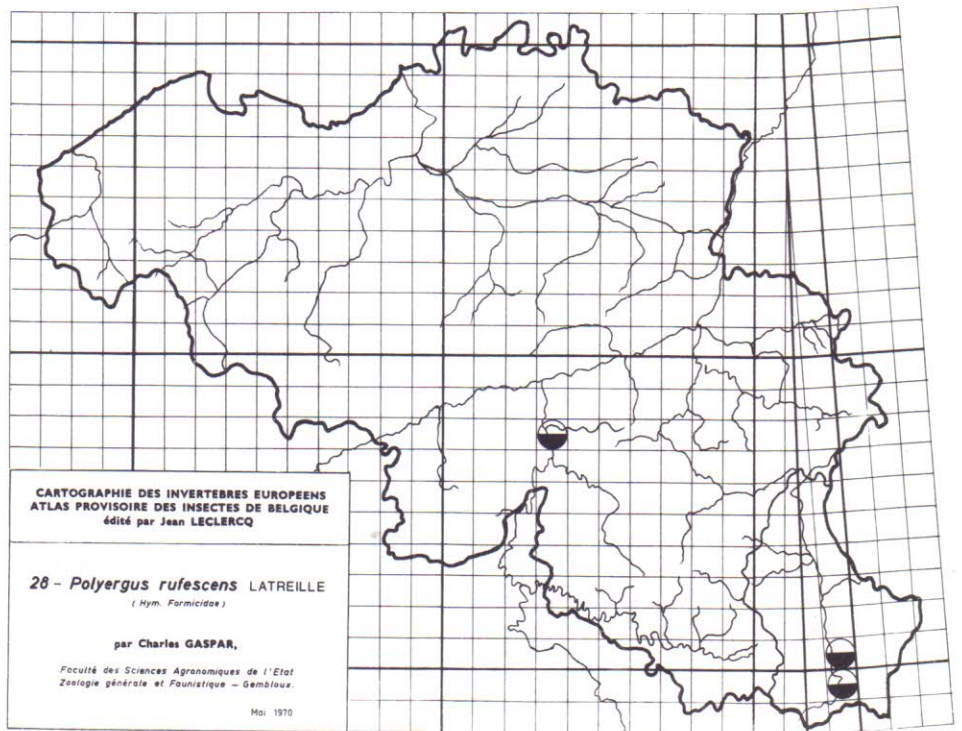 CARTOGRAPHIE DES INVERTEBRES EUROPEENS
ATLAS PROVISOIRE DES INSECTES DE BELGIQUE
édité par Jean LECLERCQ
28 – Polyergus rufescens LATREILLE
( Hym. Formicidae )
par Charles GASPAR,
Faculté des Sciences Agronomiques de l'Etat
Zoologie générale et Faunistique – Gembloux.
Mai 1970